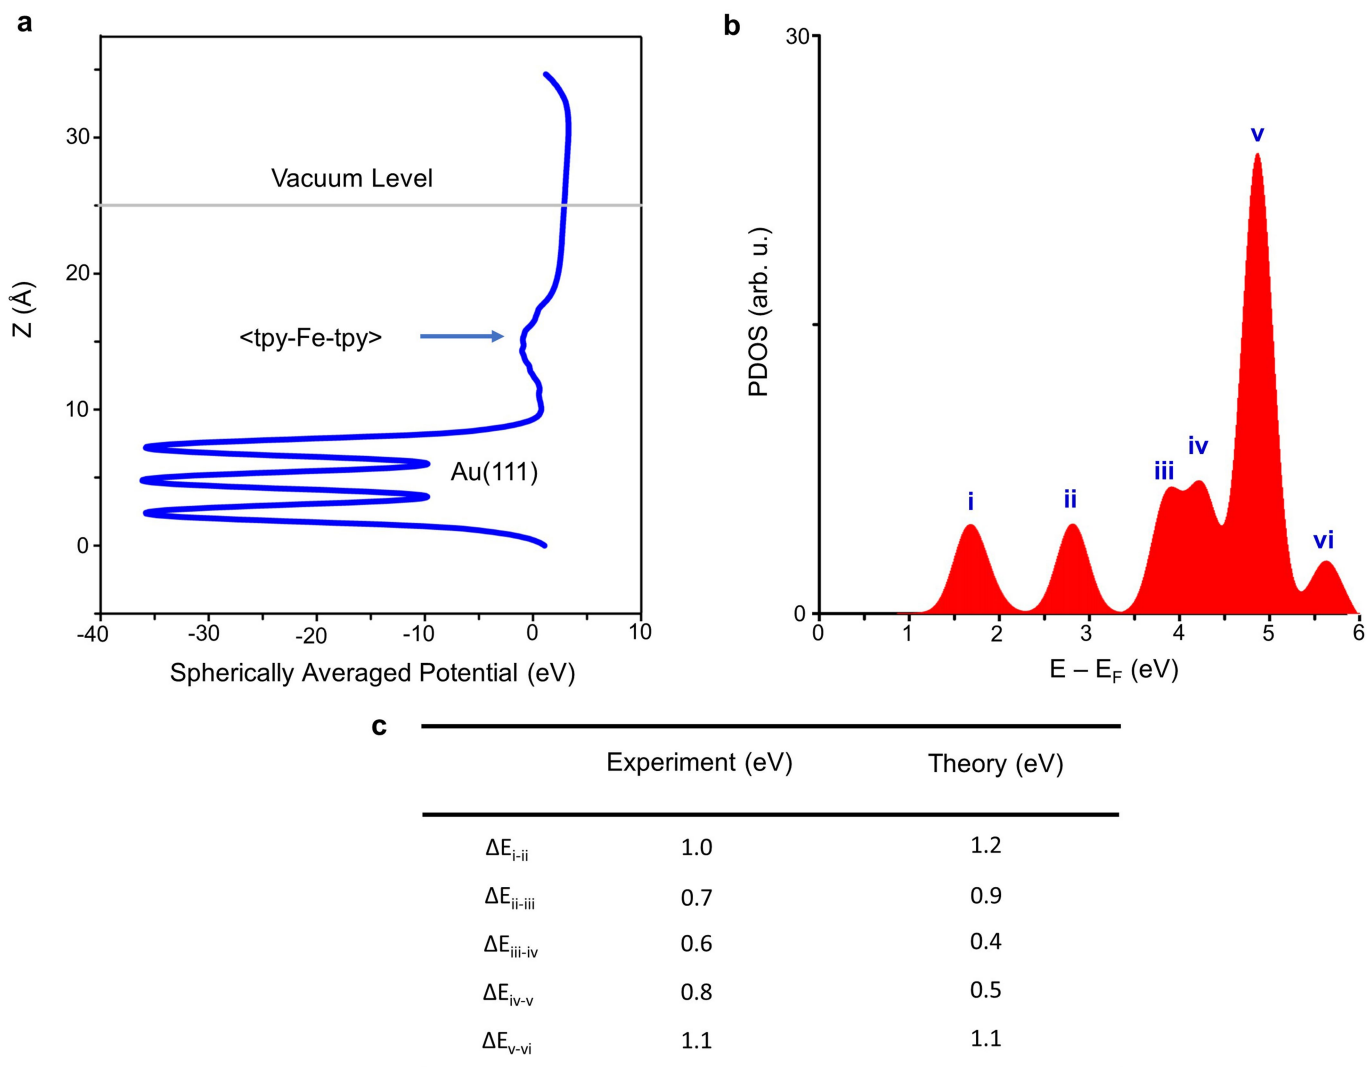 a
Z (Å)
30
20
10
0
Vacuum Level
<tpy-Fe-tpy>
Au(111)
-40 -30 -20 -10 0 10
Spherically Averaged Potential (eV)
b
PDOS (arb. u.)
30
0
i ii iii iv v vi
0 1 2 3 4 5 6
E – EF (eV)
c
Experiment (eV) Theory (eV)
ΔEi-ii 1.0 1.2
ΔEii-iii 0.7 0.9
ΔEiii-iv 0.6 0.4
ΔEiv-v 0.8 0.5
ΔEv-vi 1.1 1.1